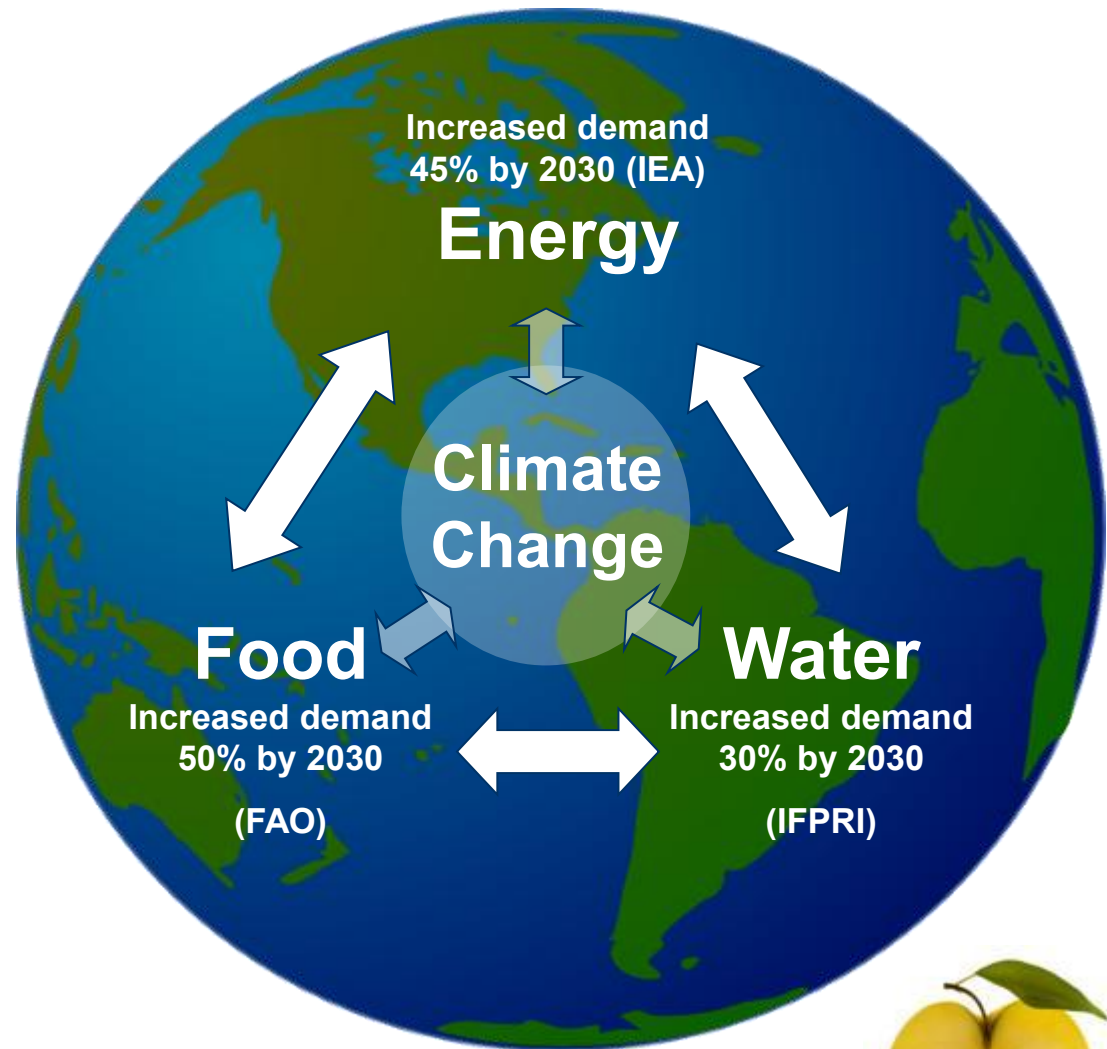 Increased demand
45% by 2030 (IEA)
Energy
Climate
Change
Food
Increased demand
50% by 2030
(FAO)
Water
Increased demand
30% by 2030
(IFPRI)